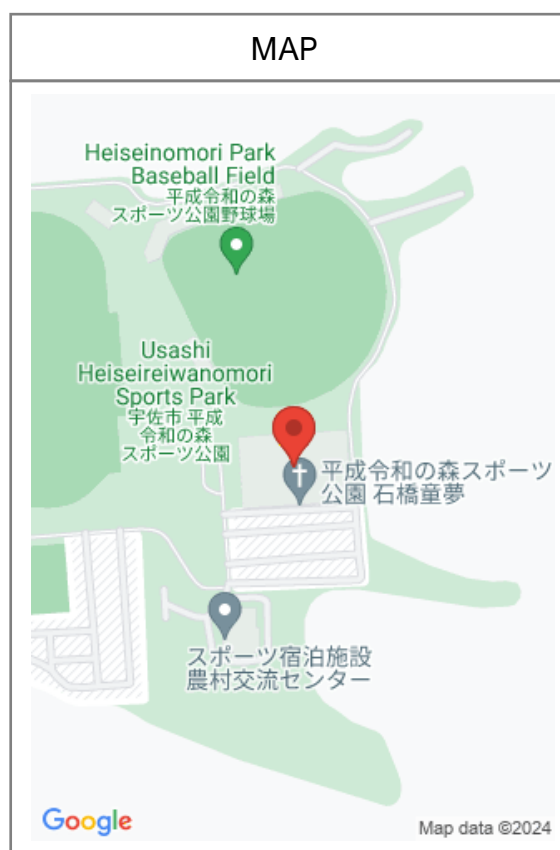 MAP
Heiseinomori Park
Baseball Field
平成令和の森
スポーツ公園野球場
Usashi
Heiseireiwanomori
Sports Park
宇佐市 平成
令和の森
スポーツ公園
平成令和の森スポーツ
公園 石橋童夢
スポーツ宿泊施設
農村交流センター
Google
Map data ©2024